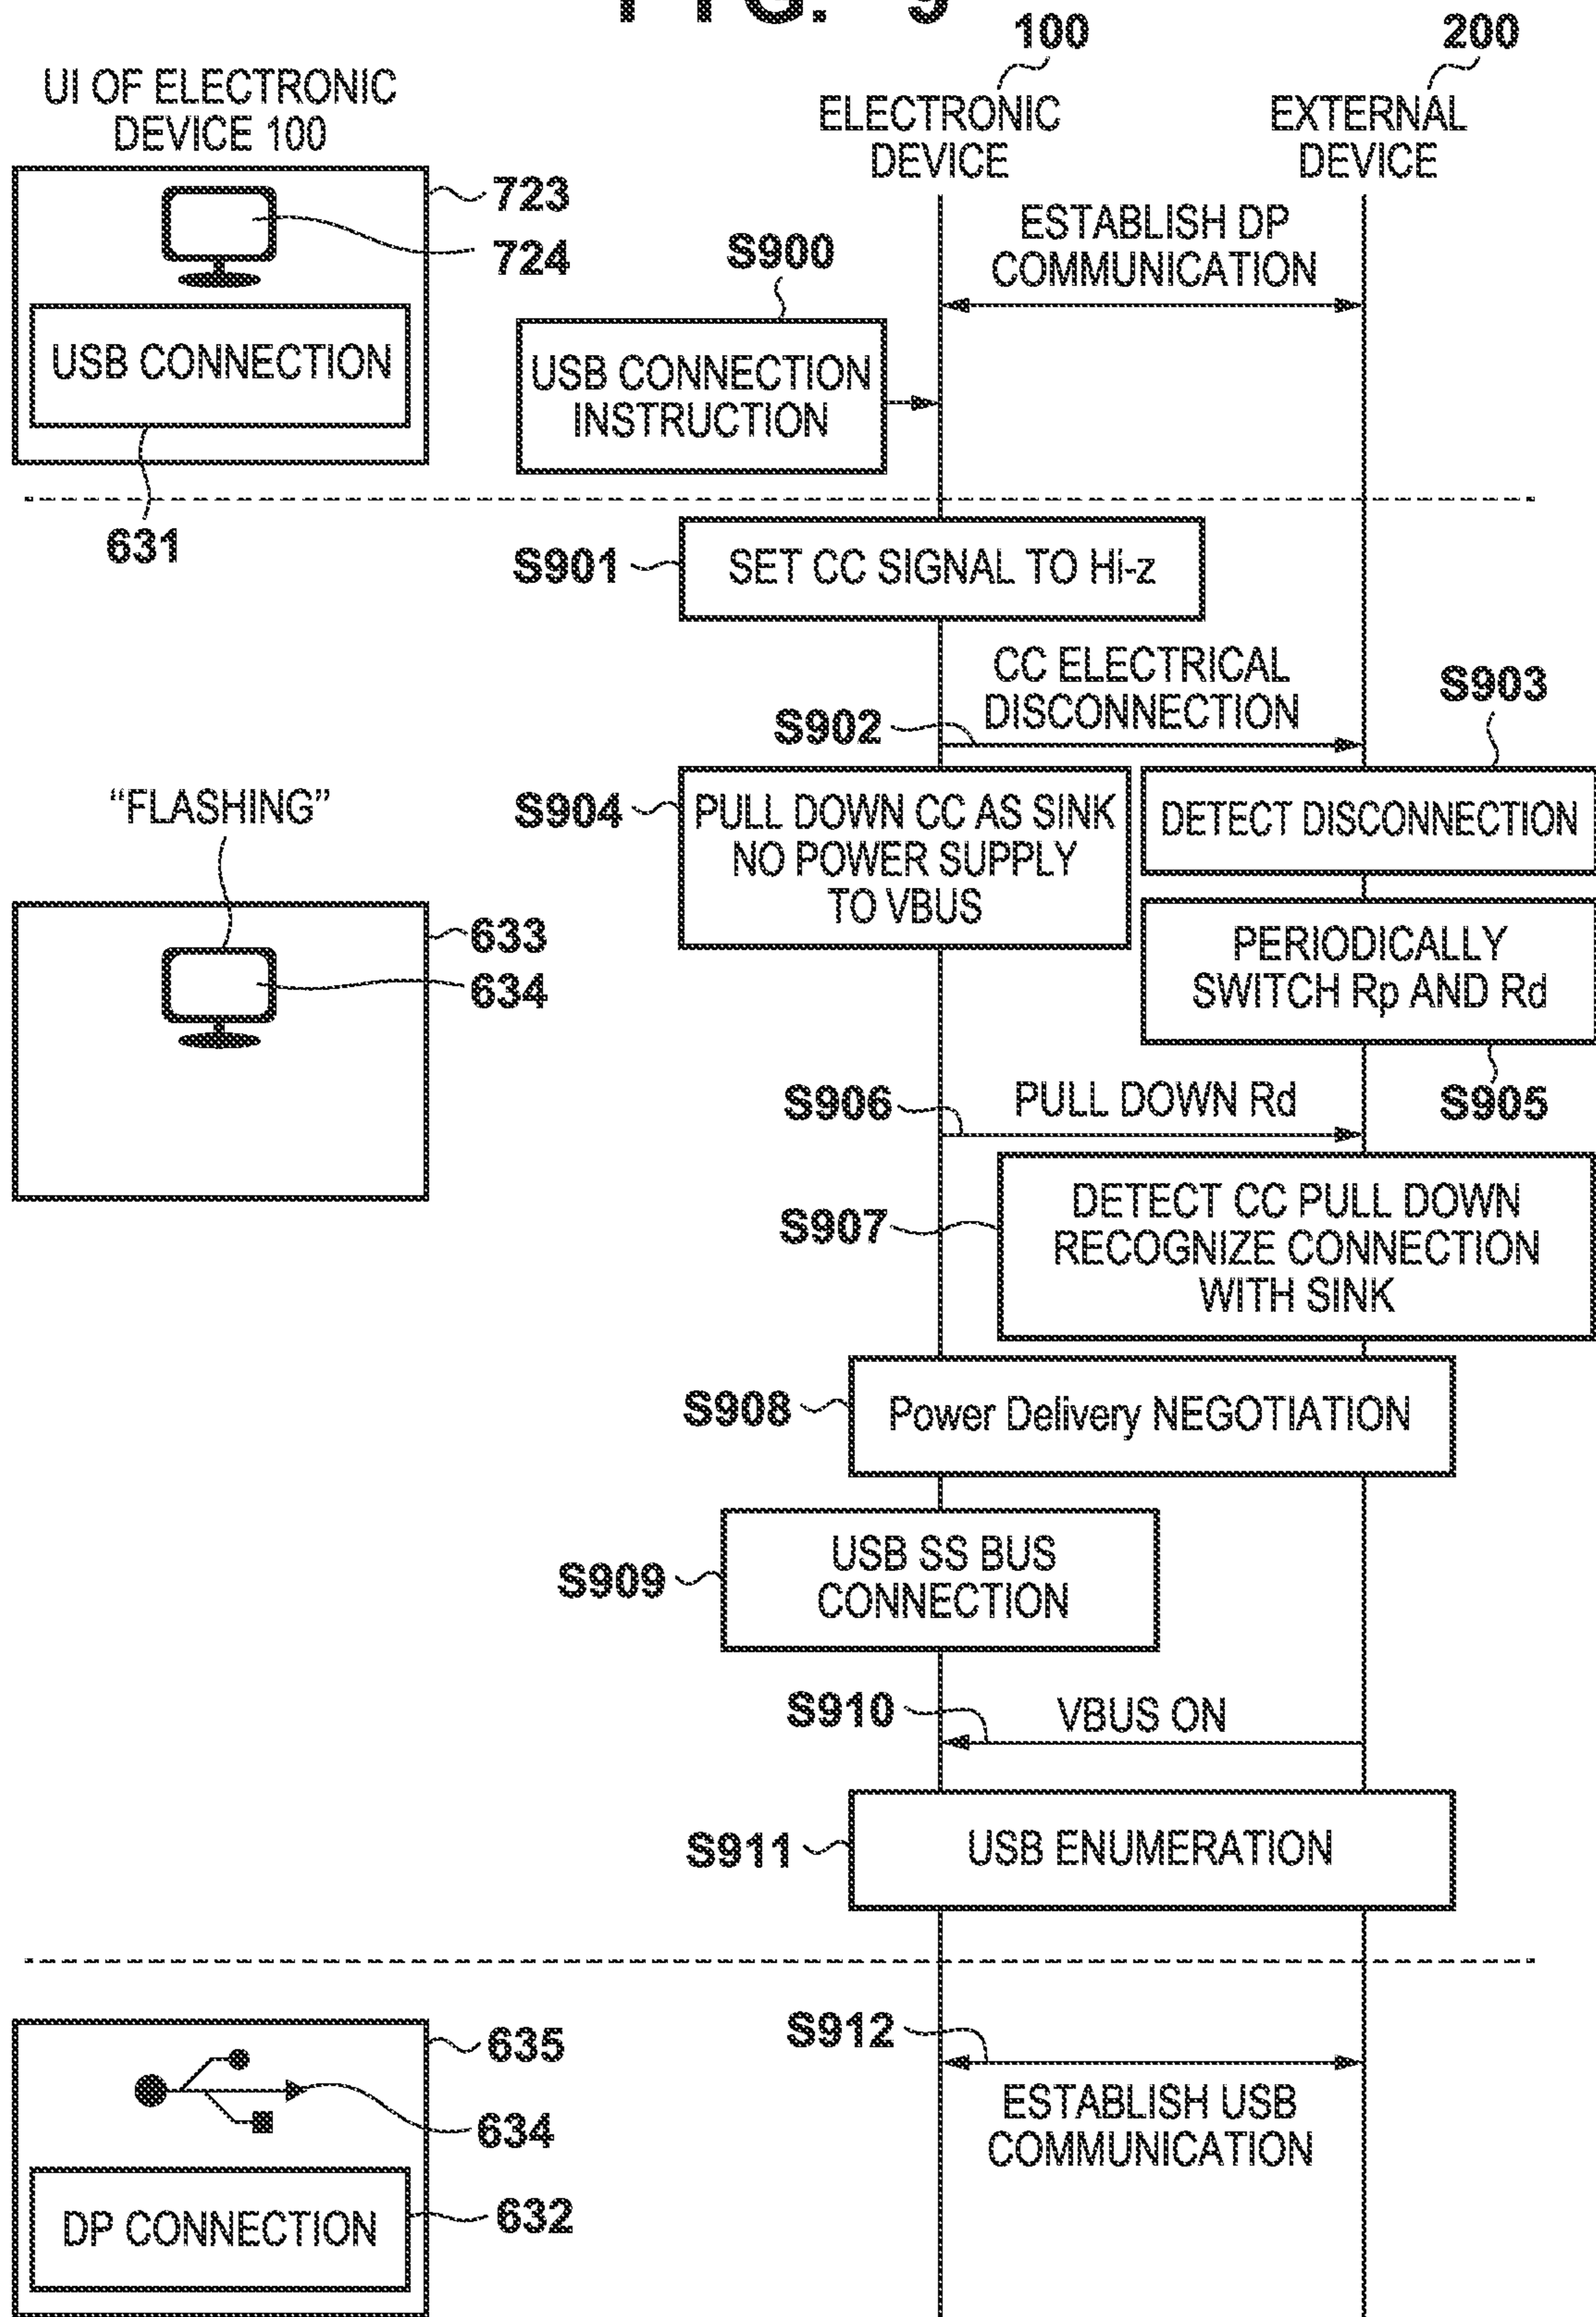 FIG. 9
100
200
UI OF ELECTRONIC
DEVICE 100
ELECTRONIC
DEVICE
EXTERNAL
DEVICE
723
724
USB CONNECTION
631
S900
USB CONNECTION
INSTRUCTION
ESTABLISH DP
COMMUNICATION
S901
SET CC SIGNAL TO Hi-z
CC ELECTRICAL
DISCONNECTION
S902
S903
"FLASHING"
S904
PULL DOWN CC AS SINK
NO POWER SUPPLY
TO VBUS
DETECT DISCONNECTION
633
634
PERIODICALLY
SWITCH Rp AND Rd
S905
S906
PULL DOWN Rd
S907
DETECT CC PULL DOWN
RECOGNIZE CONNECTION
WITH SINK
S908
Power Delivery NEGOTIATION
S909
USB SS BUS
CONNECTION
S910
VBUS ON
S911
USB ENUMERATION
635
634
DP CONNECTION
632
S912
ESTABLISH USB
COMMUNICATION